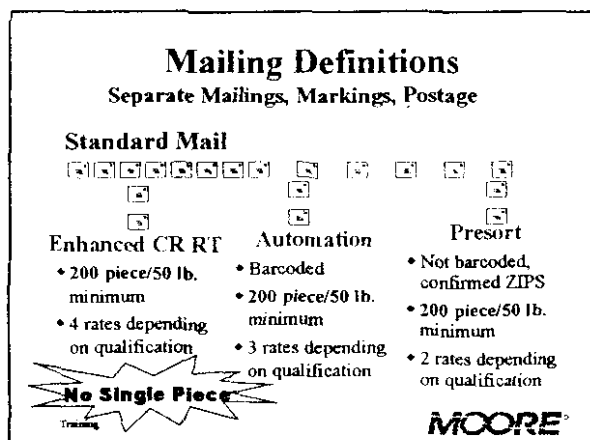 Mailing Definitions
Separate Mailings, Markings, Postage
Standard Mail
Enhanced CR RT
• 200 piece/50 lb.
minimum
• 4 rates depending
on qualification
Automation
• Barcoded
• 200 piece/50 lb.
minimum
• 3 rates depending
on qualification
Presort
• Not barcoded,
confirmed ZIPS
• 200 piece/50 lb.
minimum
• 2 rates depending
on qualification
No Single Piece
Training
MOORE